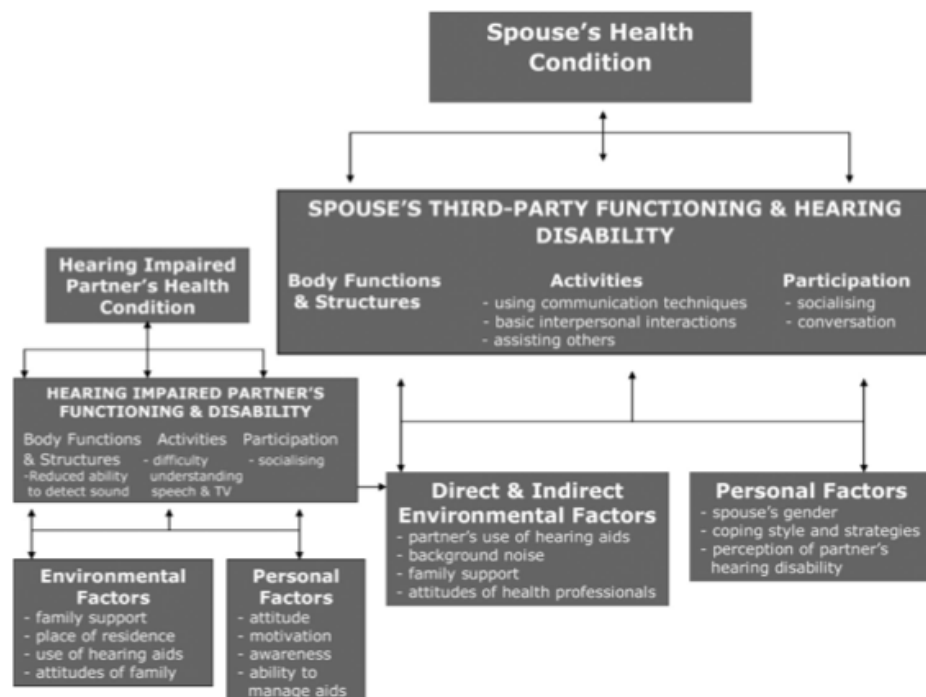 Spouse's Health
Condition
SPOUSE'S THIRD-PARTY FUNCTIONING & HEARING
DISABILITY
Body Functions
& Structures
Activities
- using communication techniques
- basic interpersonal interactions
- assisting others
Participation
- socialising
- conversation
Hearing Impaired
Partner's Health
Condition
HEARING IMPAIRED PARTNER'S
FUNCTIONING & DISABILITY
Body Functions
& Structures
-Reduced ability
to detect sound
Activities
- difficulty
understanding
speech & TV
Participation
- socialising
Environmental
Factors
- family support
- place of residence
- use of hearing aids
- attitudes of family
Personal
Factors
- attitude
- motivation
- awareness
- ability to
manage aids
Direct & Indirect
Environmental Factors
- partner's use of hearing aids
- background noise
- family support
- attitudes of health professionals
Personal Factors
- spouse's gender
- coping style and strategies
- perception of partner's
hearing disability